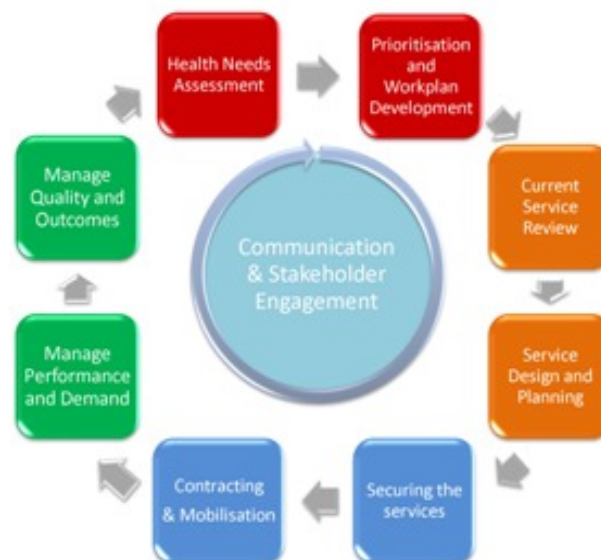 Health Needs
Assessment
Prioritisation
and
Workplan
Development
Current
Service
Review
Service
Design and
Planning
Securing the
services
Contracting
& Mobilisation
Manage
Performance
and Demand
Manage
Quality and
Outcomes
Communication
& Stakeholder
Engagement